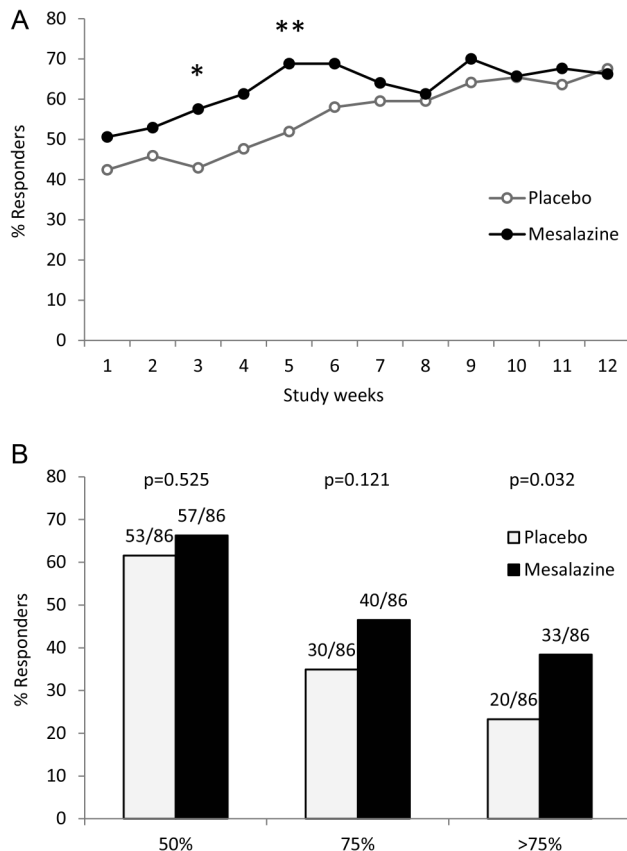 A
80
70
60
50
40
30
20
10
0
% Responders
*
**
Placebo
Mesalazine
1 2 3 4 5 6 7 8 9 10 11 12
Study weeks
B
80
70
60
50
40
30
20
10
0
% Responders
p=0.525 p=0.121 p=0.032
53/86 57/86
30/86 40/86
20/86 33/86
Placebo
Mesalazine
50% 75% >75%